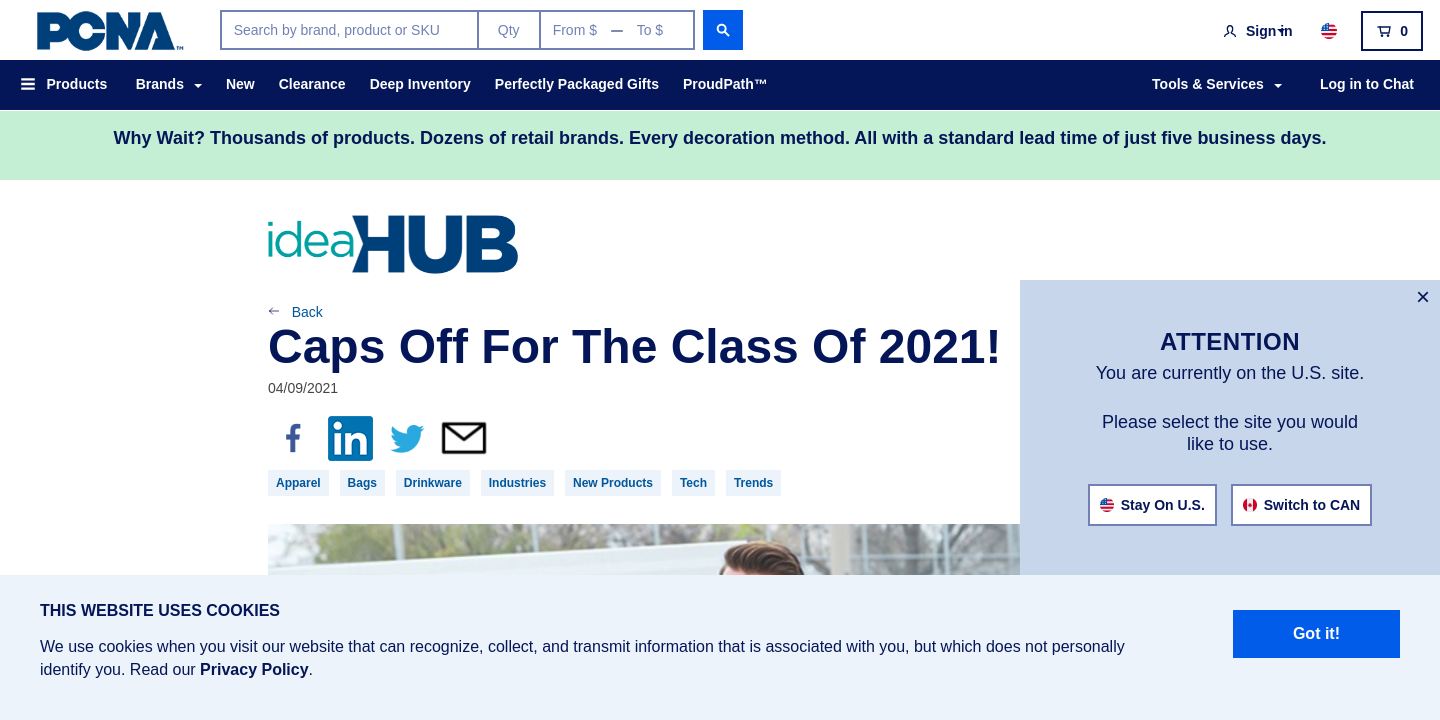 PCNA™
Search by brand, product or SKU
Qty
From $ — To $
Sign In
0
Products
Brands
New
Clearance
Deep Inventory
Perfectly Packaged Gifts
ProudPath™
Tools & Services
Log in to Chat
Why Wait? Thousands of products. Dozens of retail brands. Every decoration method. All with a standard lead time of just five business days.
ideaHUB
Back
Caps Off For The Class Of 2021!
04/09/2021
Apparel
Bags
Drinkware
Industries
New Products
Tech
Trends
ATTENTION
You are currently on the U.S. site.
Please select the site you would
like to use.
Stay On U.S.
Switch to CAN
THIS WEBSITE USES COOKIES
We use cookies when you visit our website that can recognize, collect, and transmit information that is associated with you, but which does not personally
identify you. Read our Privacy Policy.
Got it!